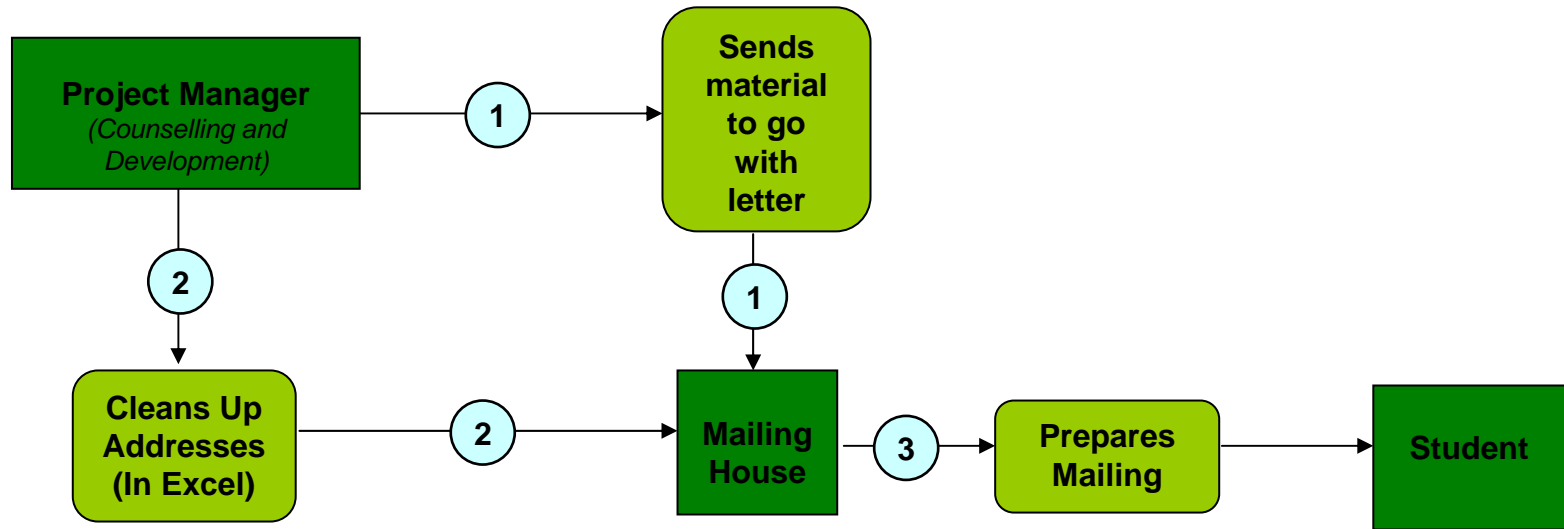 Project Manager
(Counselling and
Development)
1
Sends
material
to go
with
letter
2
1
Cleans Up
Addresses
(In Excel)
2
Mailing
House
3
Prepares
Mailing
Student